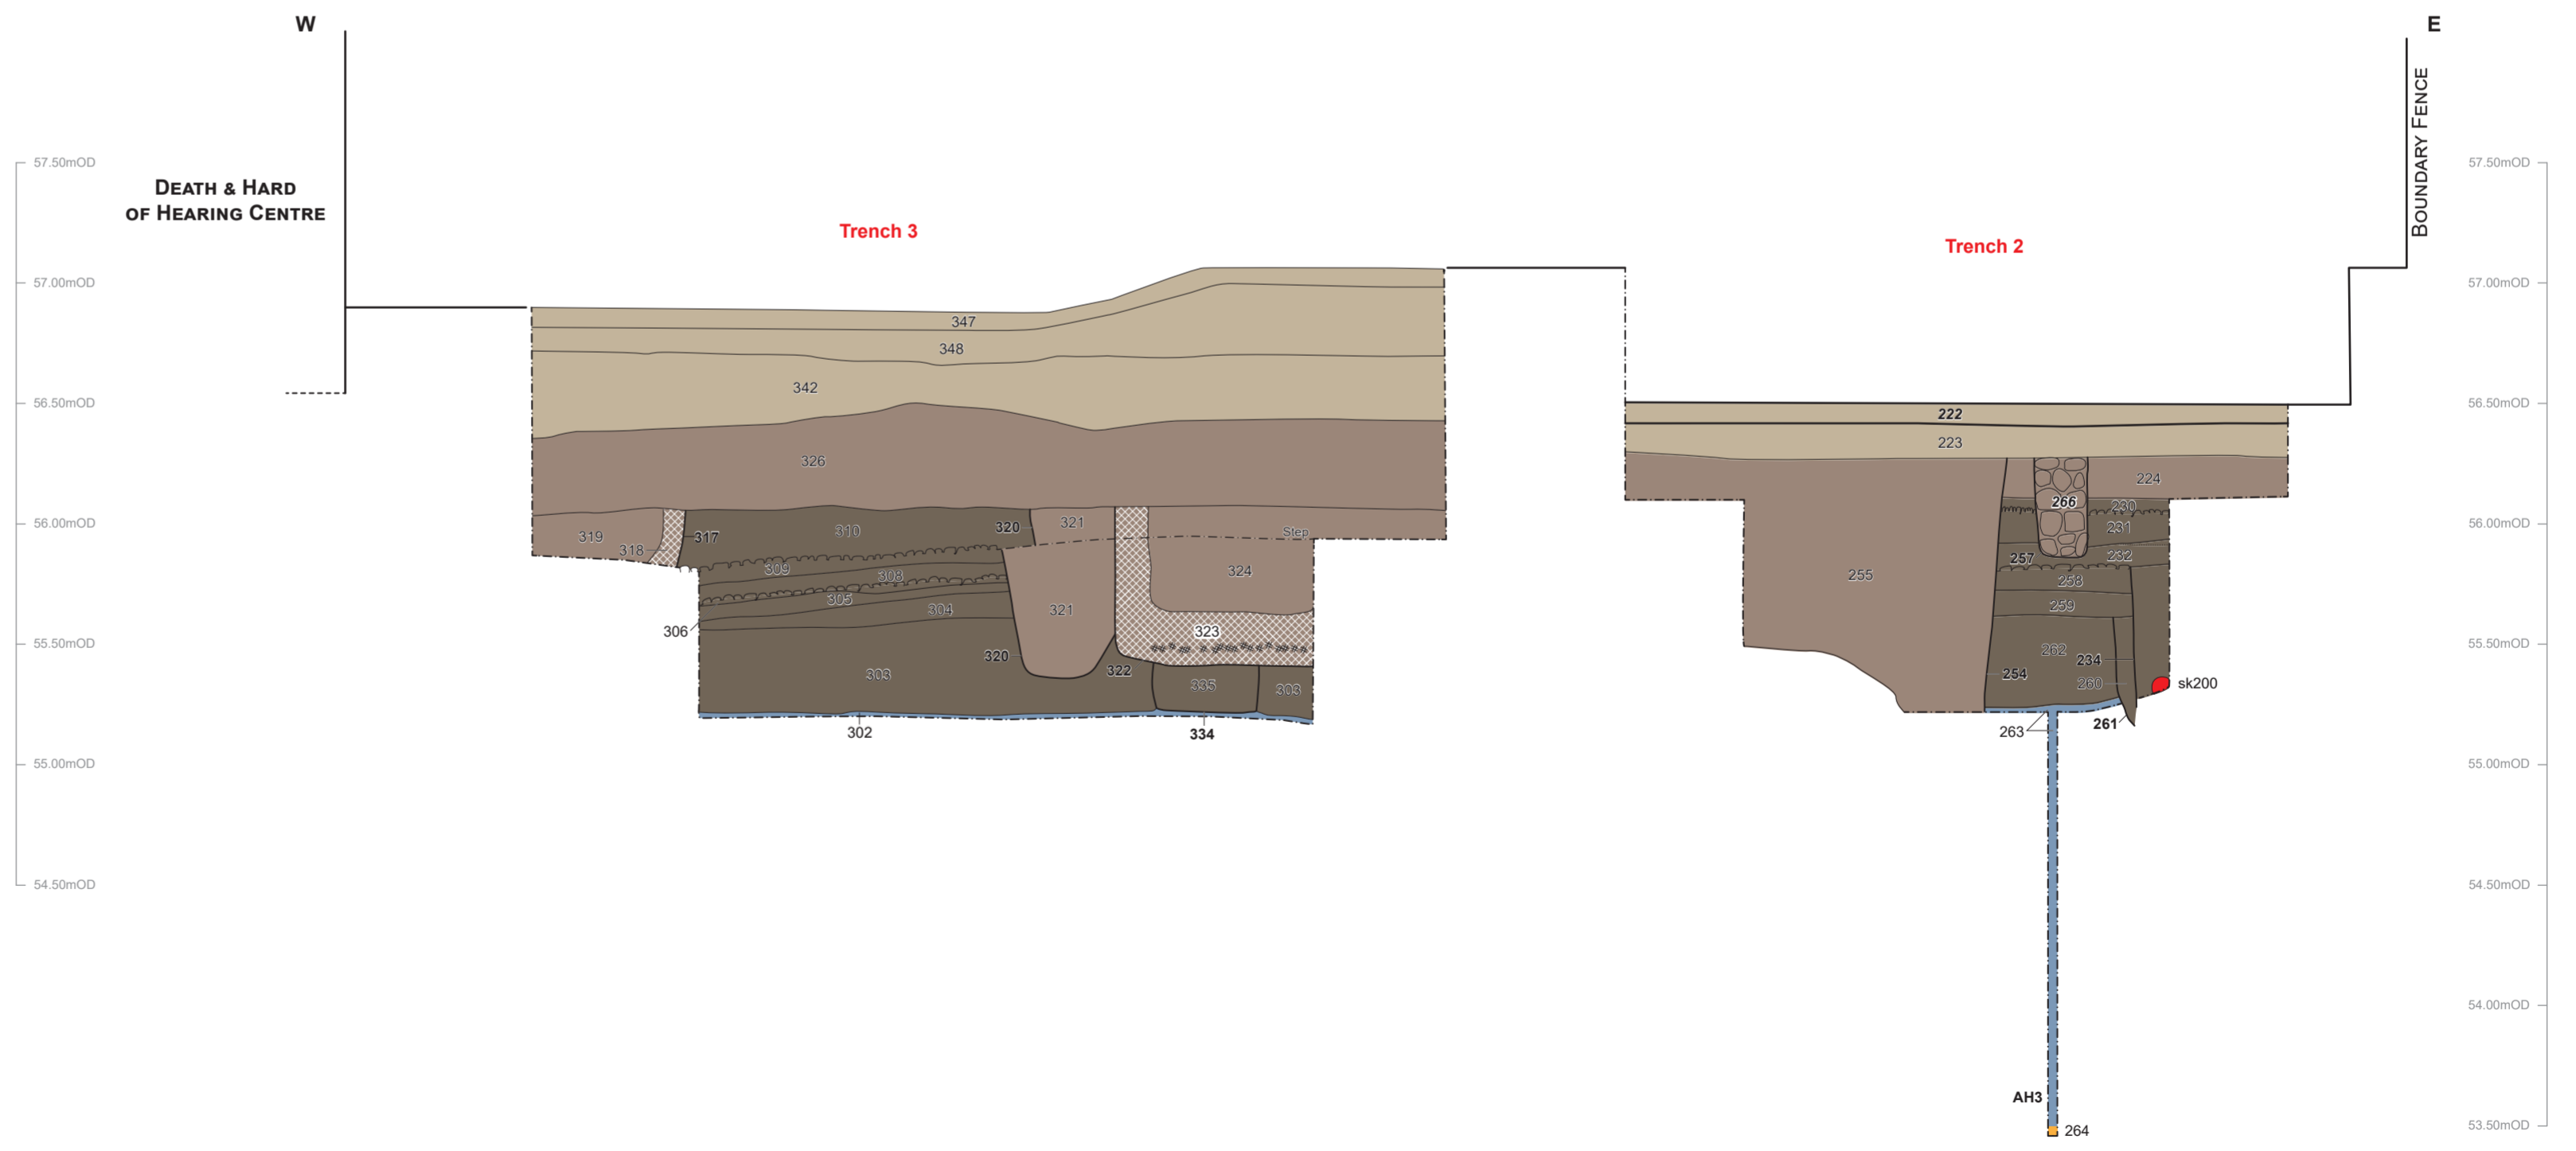 W
E
DEATH & HARD
OF HEARING CENTRE
BOUNDARY FENCE
Trench 3
Trench 2
57.50mOD
57.00mOD
56.50mOD
56.00mOD
55.50mOD
55.00mOD
54.50mOD
347
348
342
326
319
318
317
310
320
321
Step
309
308
305
304
306
324
321
323
320
322
303
335
303
302
334
222
223
224
266
230
231
232
257
258
255
259
262
234
254
260
sk200
263
261
AH3
264
57.50mOD
57.00mOD
56.50mOD
56.00mOD
55.50mOD
55.00mOD
54.50mOD
54.00mOD
53.50mOD